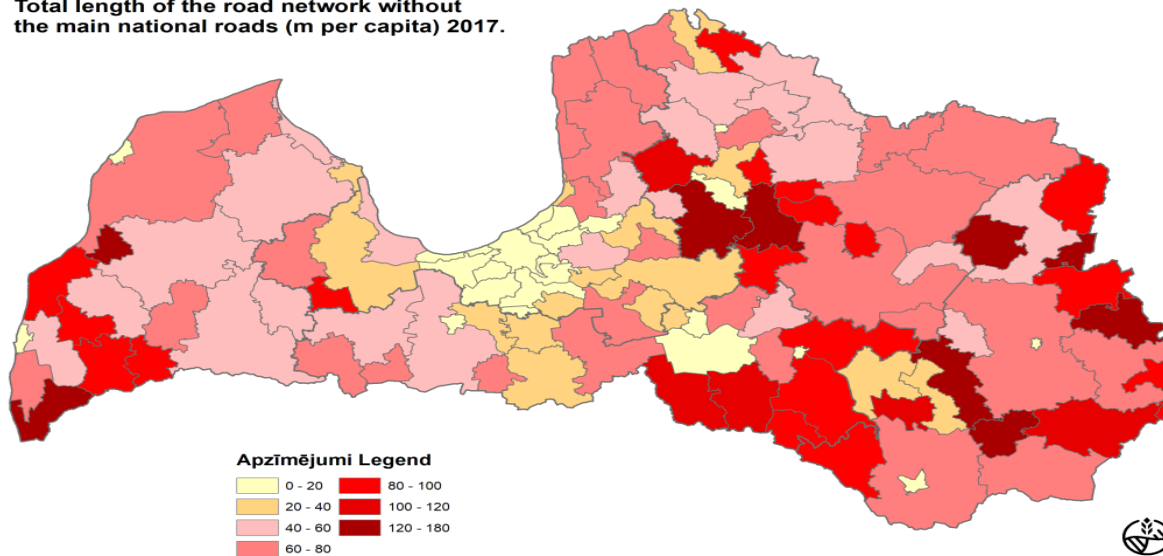 Total length of the road network without
the main national roads (m per capita) 2017.
Apzīmējumi Legend
0 - 20
80 - 100
20 - 40
100 - 120
40 - 60
120 - 180
60 - 80